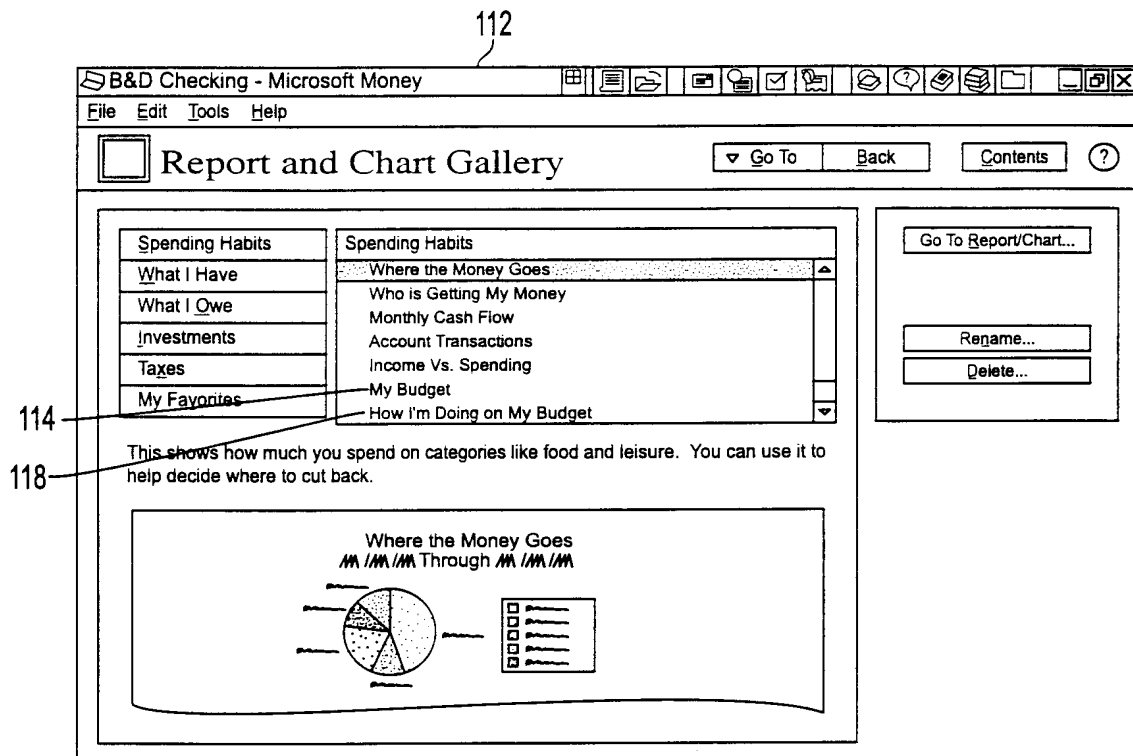 112
B&D Checking - Microsoft Money
File Edit Tools Help
Report and Chart Gallery
Go To Back Contents ?
Spending Habits
What I Have
What I Owe
Investments
Taxes
My Favorites
Spending Habits
Where the Money Goes
Who is Getting My Money
Monthly Cash Flow
Account Transactions
Income Vs. Spending
My Budget
How I'm Doing on My Budget
Go To Report/Chart...
Rename...
Delete...
114
118
This shows how much you spend on categories like food and leisure. You can use it to
help decide where to cut back.
Where the Money Goes
Through